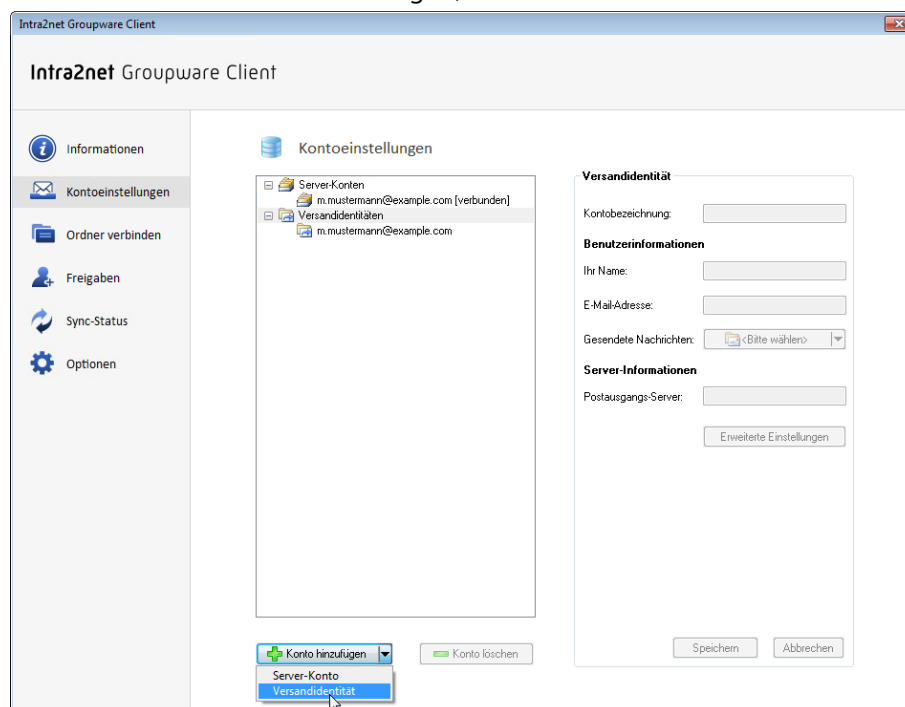 Intra2net Groupware Client
Intra2net Groupware Client
Informationen
Kontoeinstellungen
Ordner verbinden
Freigaben
Sync-Status
Optionen
Kontoeinstellungen
Server-Konten
m.mustermann@example.com [verbunden]
Versandidentitäten
m.mustermann@example.com
Konto hinzufügen
Konto löschen
Server-Konto
Versandidentität
Versandidentität
Kontobezeichnung:
Benutzerinformationen
Ihr Name:
E-Mail-Adresse:
Gesendete Nachrichten:
<Bitte wählen>
Server-Informationen
Postausgangs-Server:
Erweiterte Einstellungen
Speichern
Abbrechen